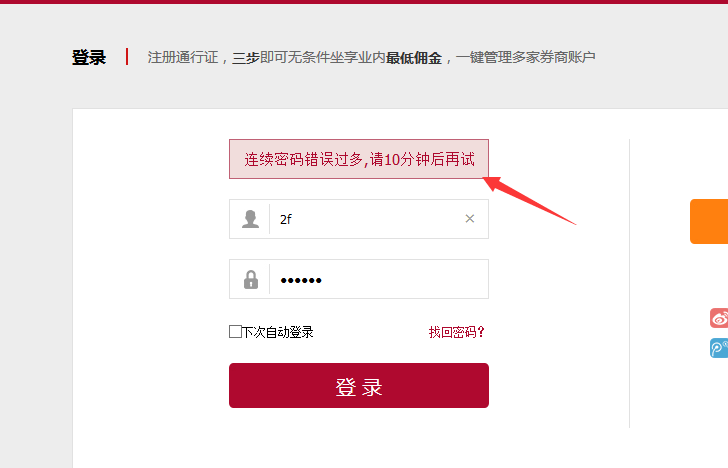 登录 注册通行证，三步即可无条件坐享业内最低佣金，一键管理多家券商账户
连续密码错误过多,请10分钟后再试
2f
••••••
下次自动登录 找回密码?
登录